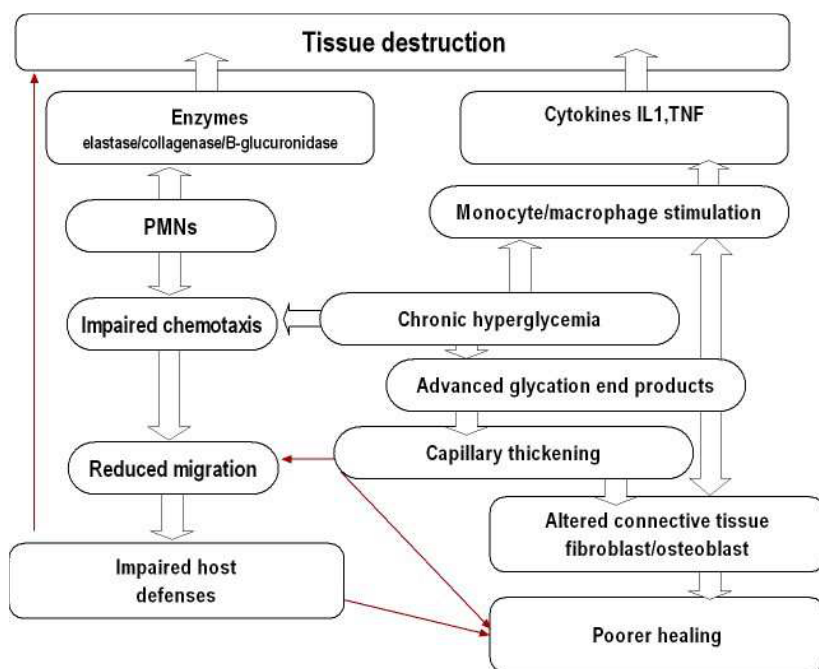 Tissue destruction
Enzymes
elastase/collagenase/B-glucuronidase
Cytokines IL1,TNF
PMNs
Monocyte/macrophage stimulation
Impaired chemotaxis
Chronic hyperglycemia
Advanced glycation end products
Reduced migration
Capillary thickening
Altered connective tissue
fibroblast/osteoblast
Impaired host
defenses
Poorer healing